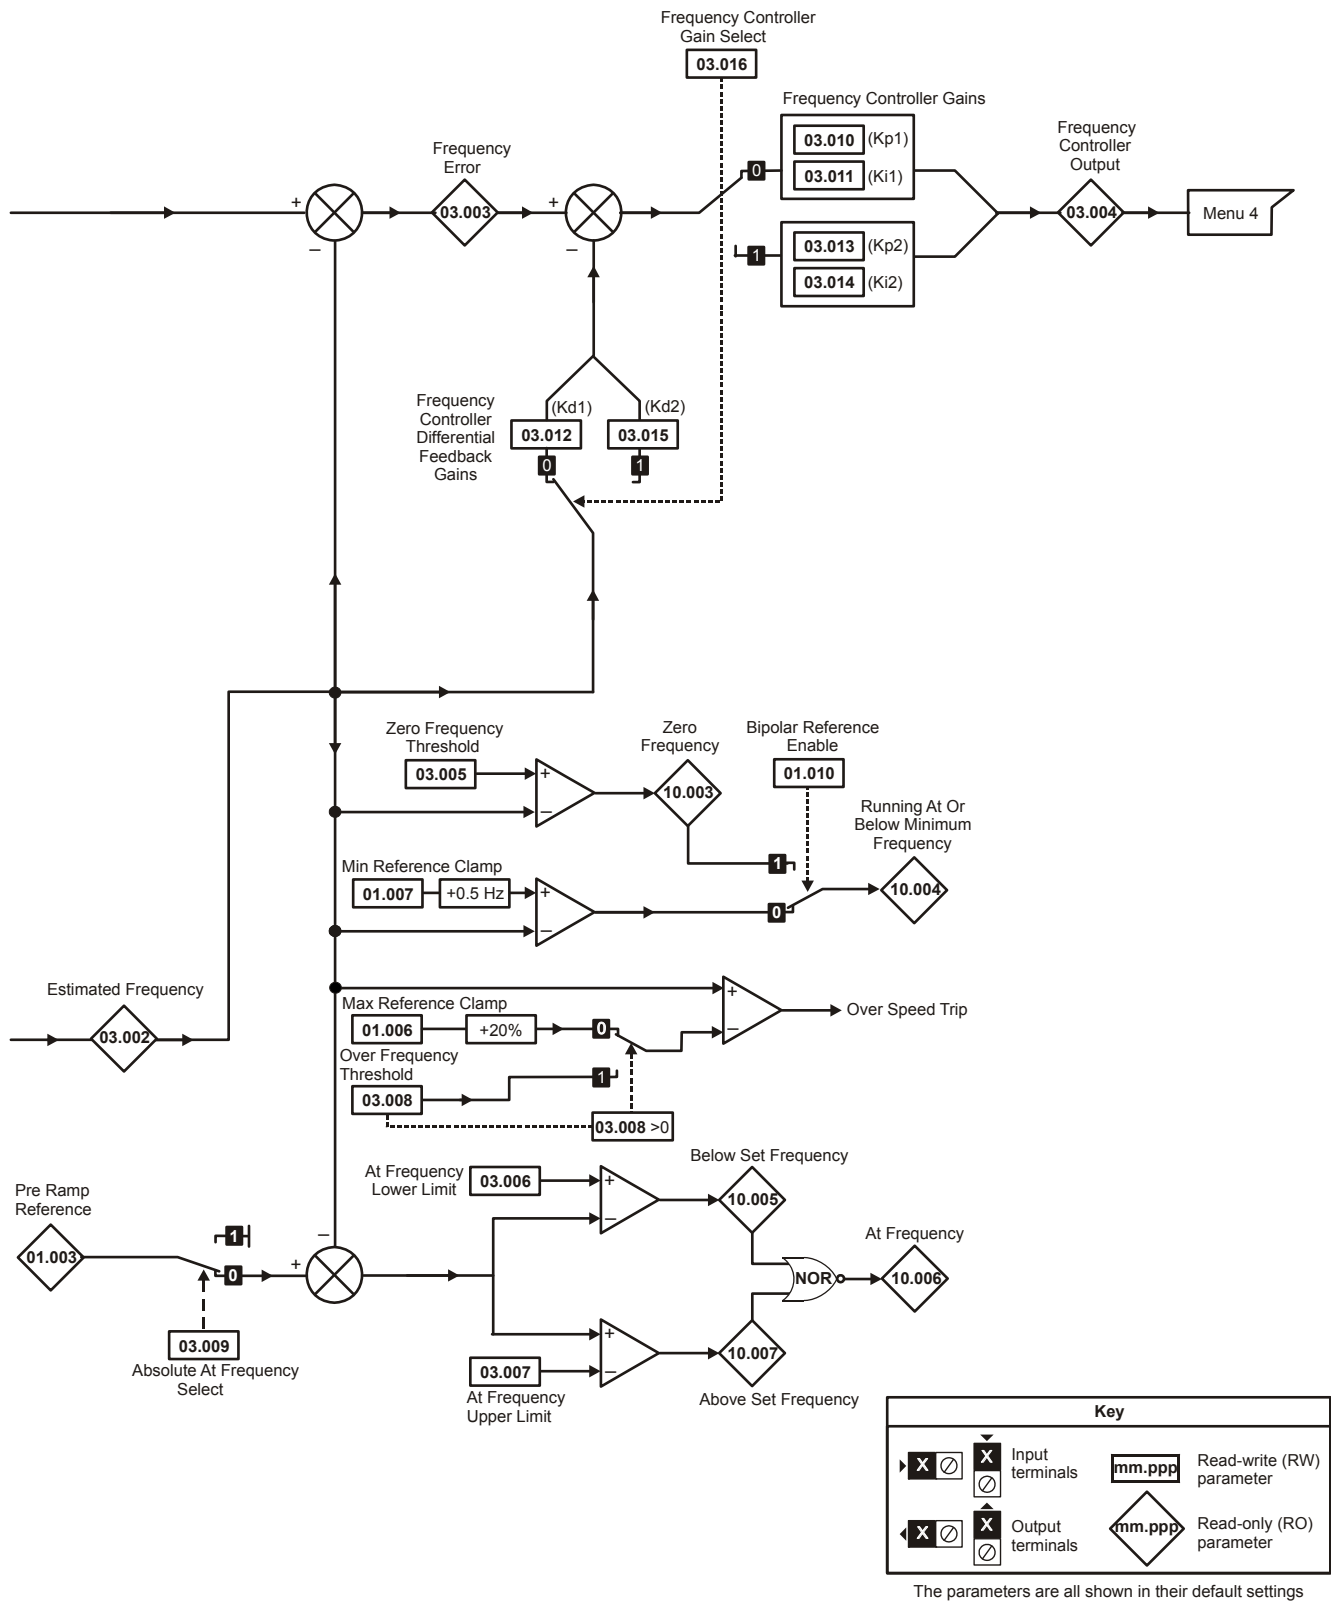 Frequency Controller
Gain Select
03.016
Frequency Controller Gains
03.010 (Kp1)
0
03.011 (Ki1)
1
03.013 (Kp2)
03.014 (Ki2)
Frequency
Controller
Output
03.004
Menu 4
Frequency
Error
+
–
03.003
+
–
Frequency
Controller
Differential
Feedback
Gains
(Kd1)
03.012
0
(Kd2)
03.015
1
Zero Frequency
Threshold
03.005
+
–
Zero
Frequency
10.003
Bipolar Reference
Enable
01.010
Running At Or
Below Minimum
Frequency
1
10.004
0
Min Reference Clamp
01.007
+0.5 Hz
+
–
Estimated Frequency
03.002
Max Reference Clamp
01.006
+20%
0
+
–
Over Speed Trip
Over Frequency
Threshold
03.008
1
03.008 >0
At Frequency
Lower Limit
03.006
+
–
Below Set Frequency
10.005
Pre Ramp
Reference
01.003
1
0
+
–
03.009
Absolute At Frequency
Select
At Frequency
NOR
10.006
+
–
03.007
At Frequency
Upper Limit
10.007
Above Set Frequency
Key
X
X
Input
terminals
mm.ppp
Read-write (RW)
parameter
X
X
Output
terminals
mm.ppp
Read-only (RO)
parameter
The parameters are all shown in their default settings